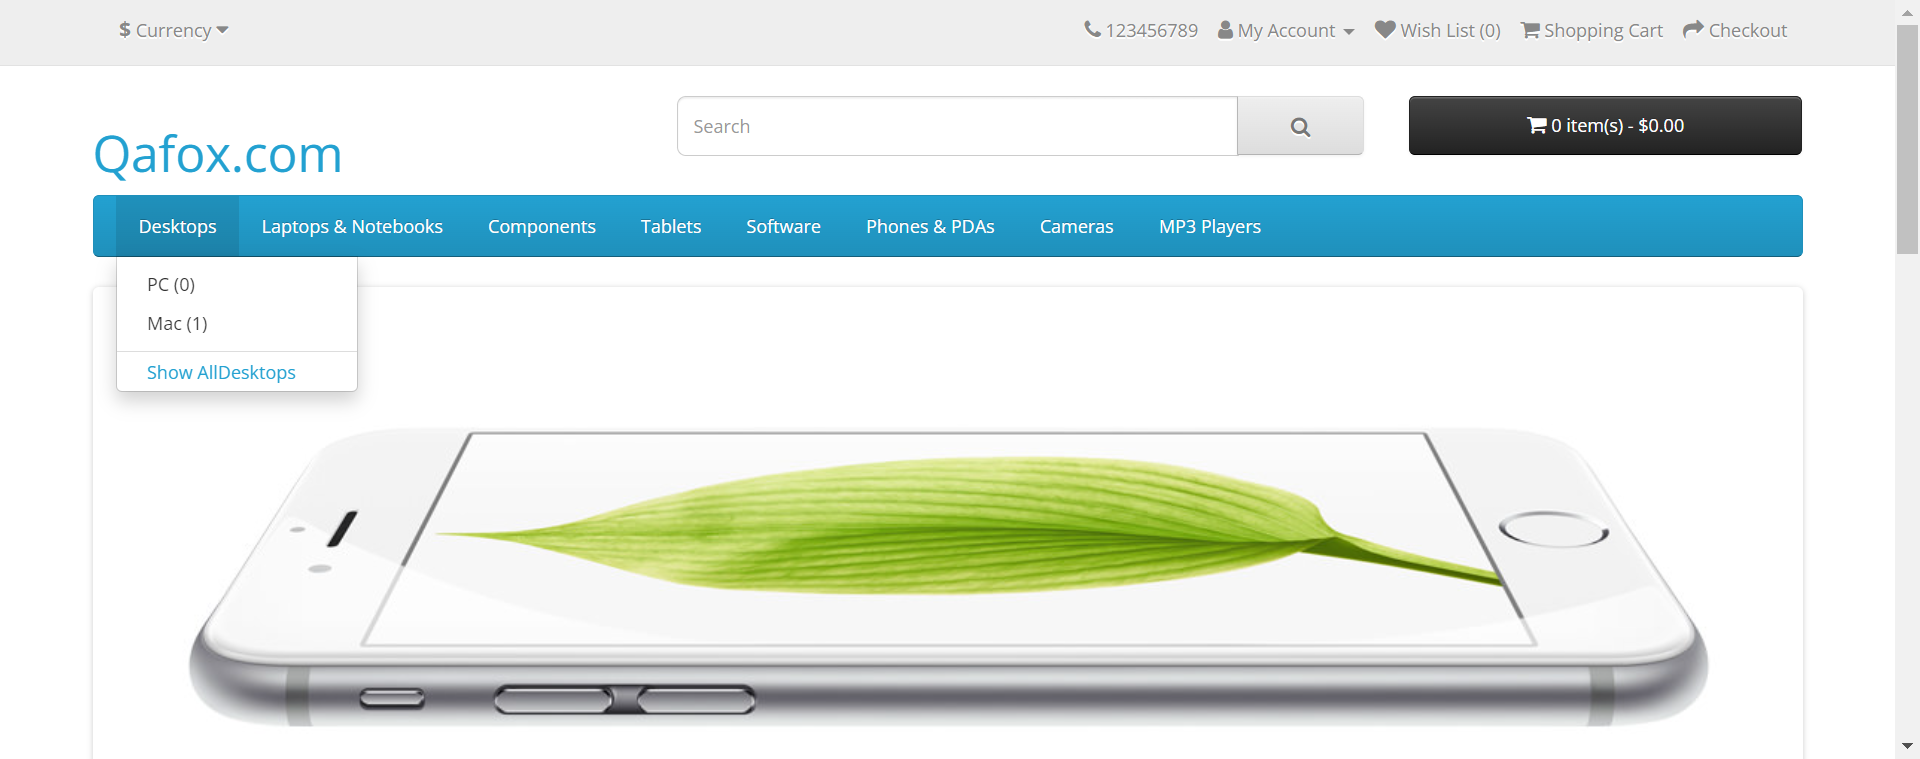 $ Currency
123456789 My Account Wish List (0) Shopping Cart Checkout
Search
0 item(s) - $0.00
Qafox.com
Desktops Laptops & Notebooks Components Tablets Software Phones & PDAs Cameras MP3 Players
PC (0)
Mac (1)
Show AllDesktops